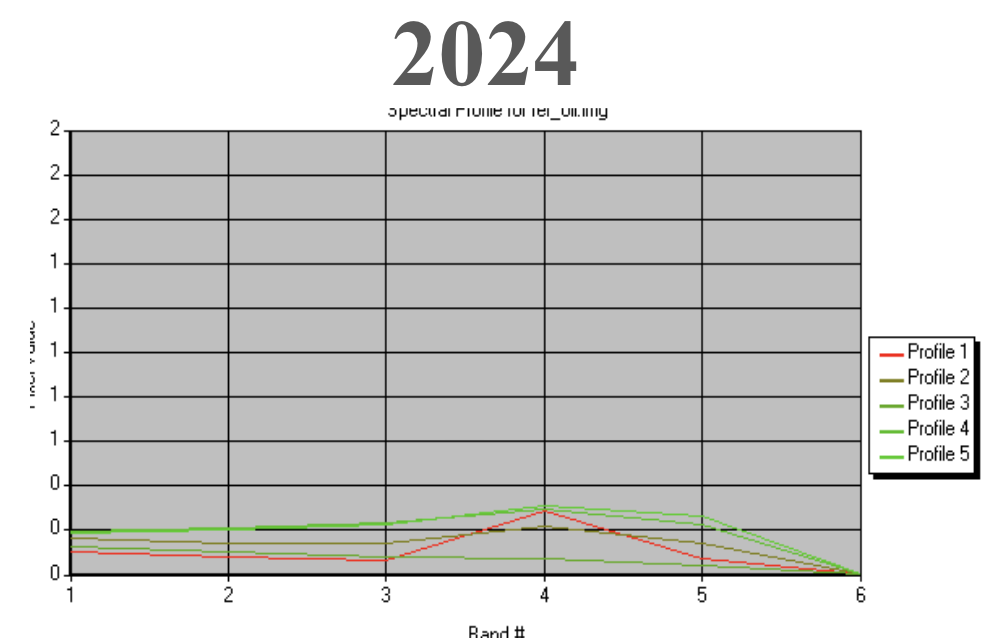 2024
Spectral Profile for
2
2
2
1
1
1
1
1
0
0
0
1 2 3 4 5 6
Band #
Profile 1
Profile 2
Profile 3
Profile 4
Profile 5